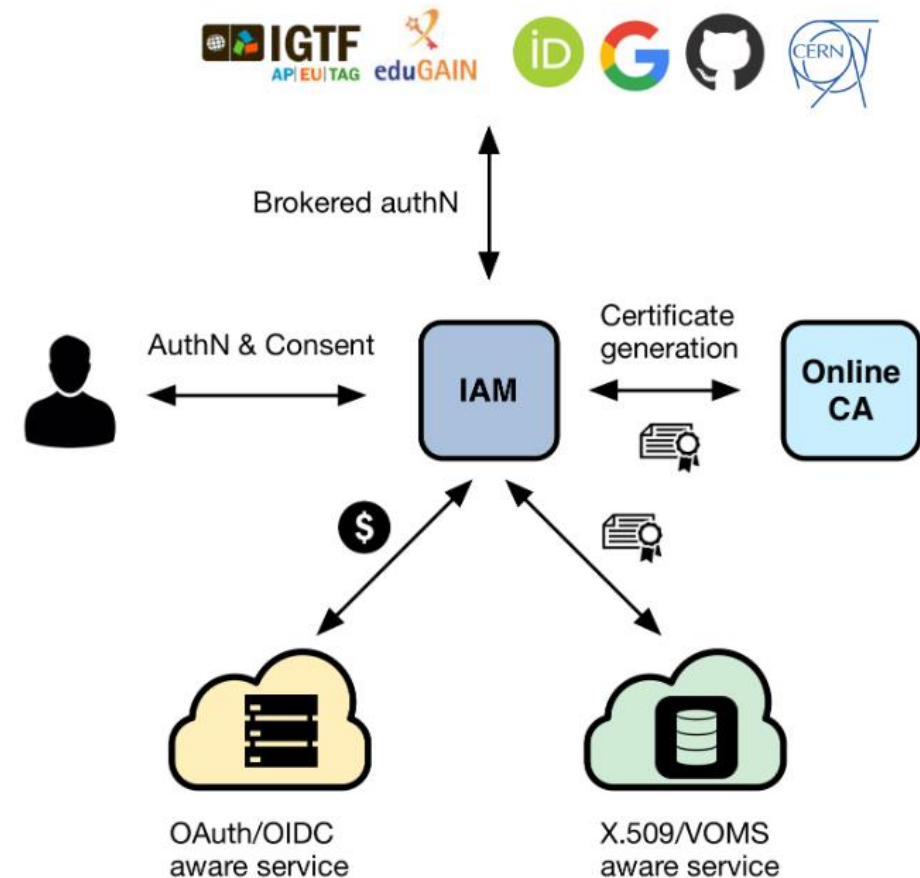 IGTF
AP|EU|TAG
eduGAIN
iD
G
CERN
Brokered authN
AuthN & Consent
Certificate
generation
IAM
Online
CA
$
OAuth/OIDC
aware service
X.509/VOMS
aware service